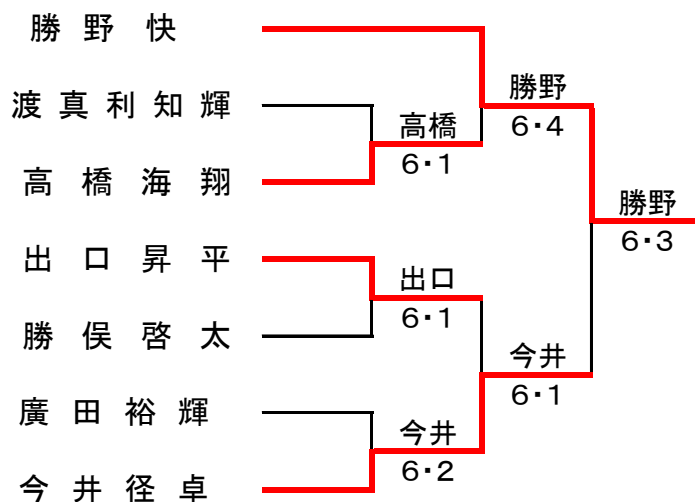 勝野快
渡真利知輝
高橋海翔
出口昇平
勝俣啓太
廣田裕輝
今井径卓
高橋
6・1
出口
6・1
今井
6・2
勝野
6・4
今井
6・1
勝野
6・3